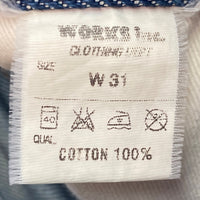 WORKS Inc.
CLOTHING DEPT
SIZE
W 31
40
QUAL
COTTON 100%